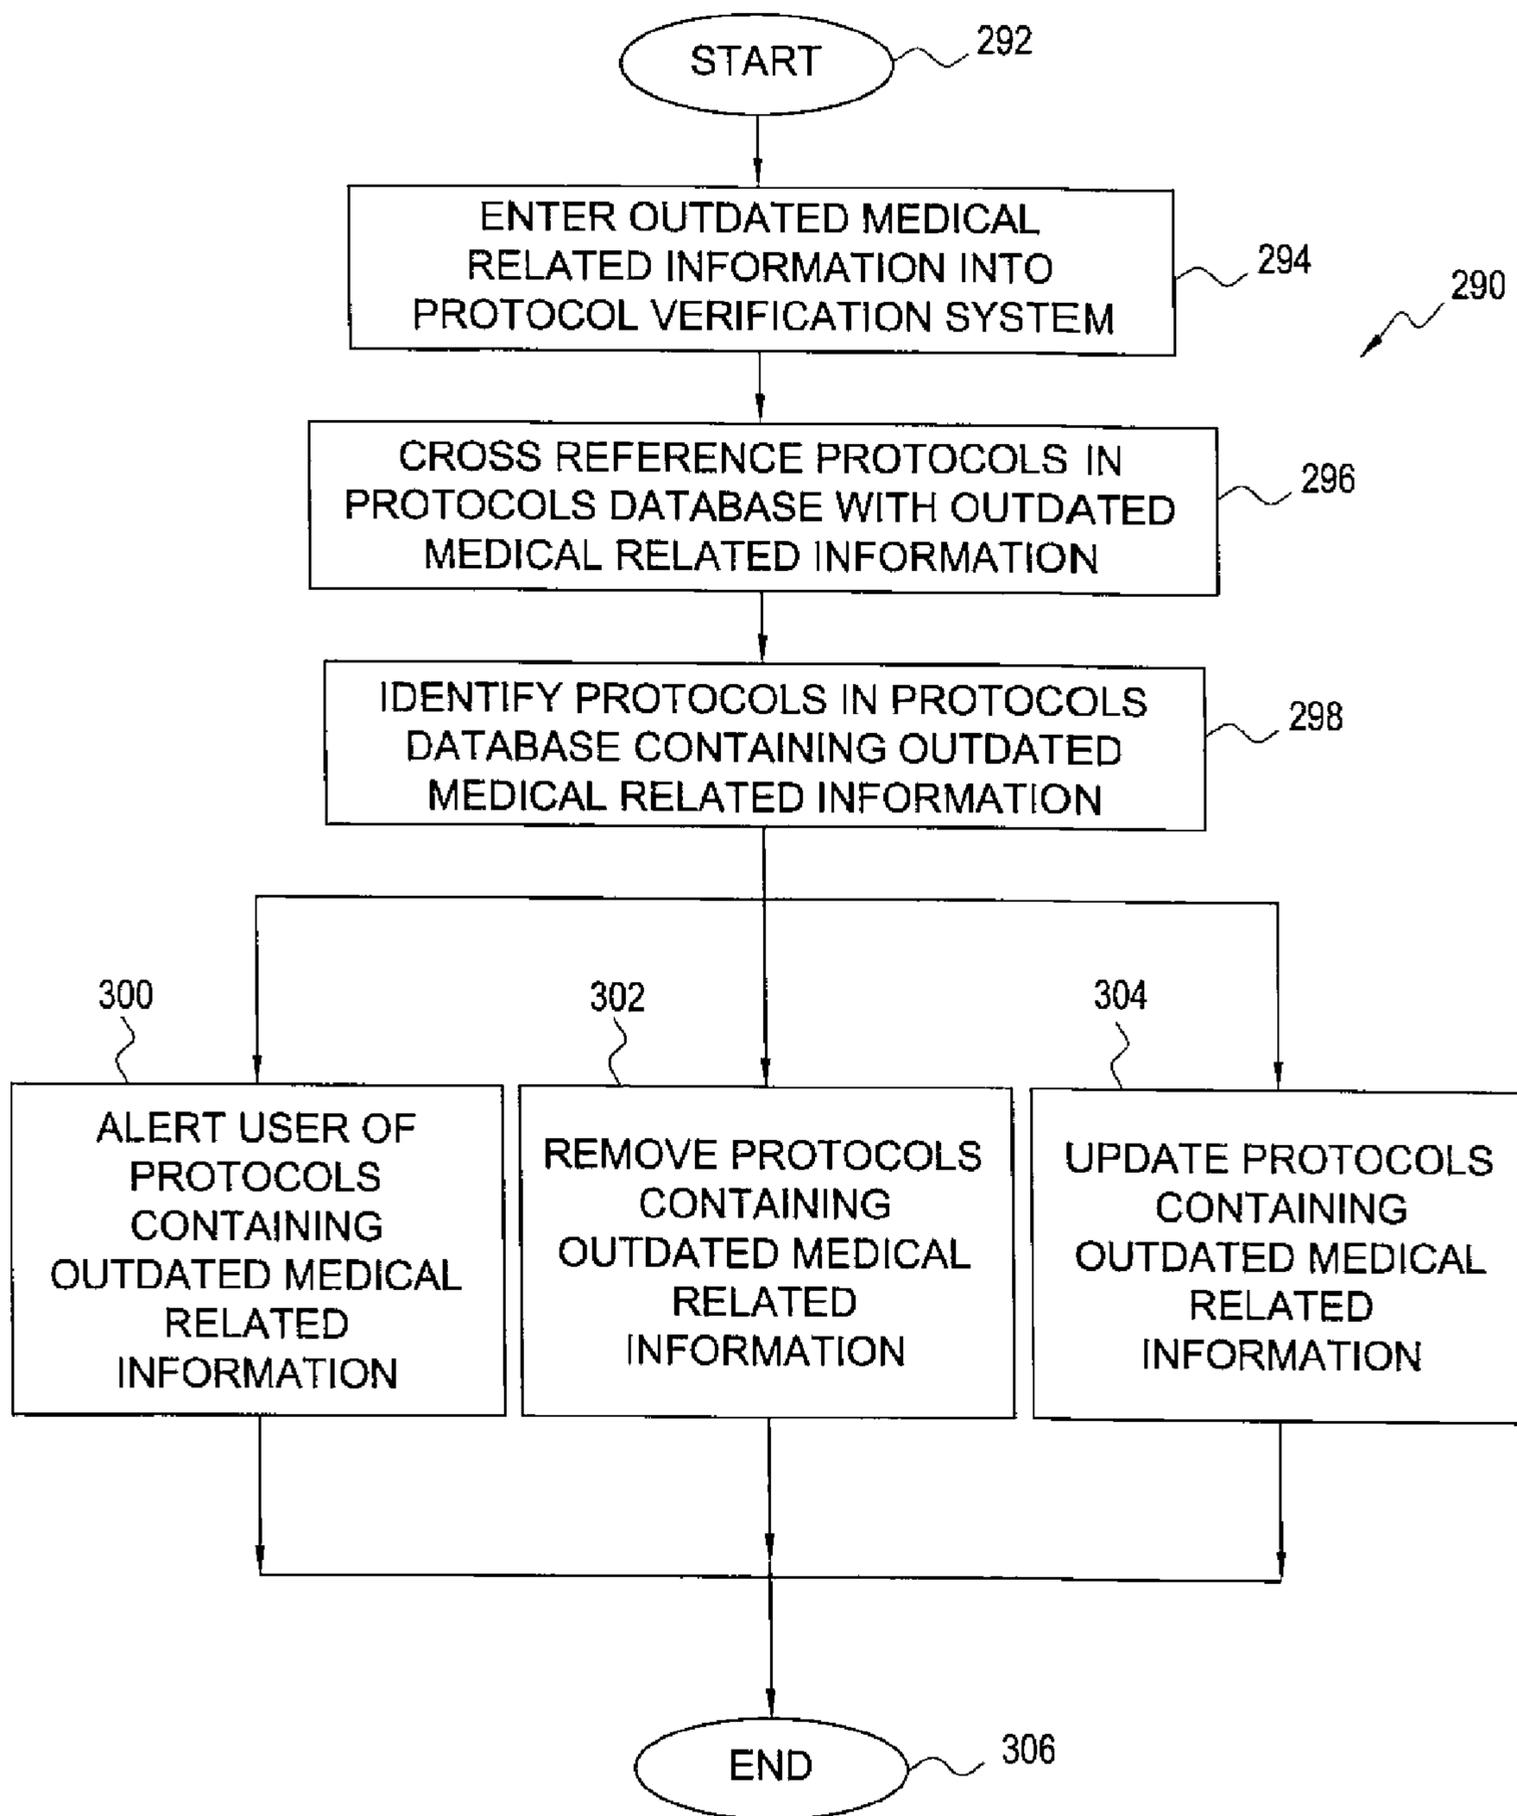 START
292
ENTER OUTDATED MEDICAL
RELATED INFORMATION INTO
PROTOCOL VERIFICATION SYSTEM
294
290
CROSS REFERENCE PROTOCOLS IN
PROTOCOLS DATABASE WITH OUTDATED
MEDICAL RELATED INFORMATION
296
IDENTIFY PROTOCOLS IN PROTOCOLS
DATABASE CONTAINING OUTDATED
MEDICAL RELATED INFORMATION
298
300
ALERT USER OF
PROTOCOLS
CONTAINING
OUTDATED MEDICAL
RELATED
INFORMATION
302
REMOVE PROTOCOLS
CONTAINING
OUTDATED MEDICAL
RELATED
INFORMATION
304
UPDATE PROTOCOLS
CONTAINING
OUTDATED MEDICAL
RELATED
INFORMATION
END
306